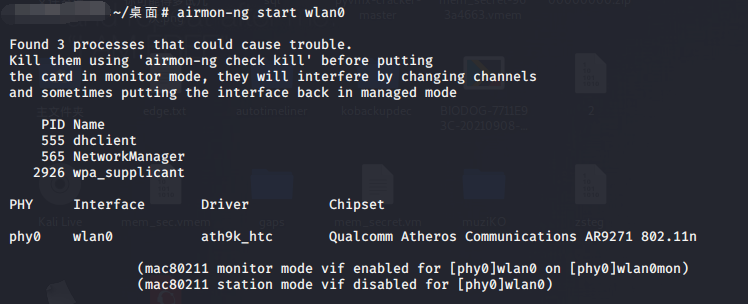 ~/桌面# airmon-ng start wlan0
Found 3 processes that could cause trouble.
Kill them using 'airmon-ng check kill' before putting
the card in monitor mode, they will interfere by changing channels
and sometimes putting the interface back in managed mode
PID Name
555 dhclient
565 NetworkManager
2926 wpa_supplicant
PHY Interface Driver Chipset
phy0 wlan0 ath9k_htc Qualcomm Atheros Communications AR9271 802.11n
(mac80211 monitor mode vif enabled for [phy0]wlan0 on [phy0]wlan0mon)
(mac80211 station mode vif disabled for [phy0]wlan0)